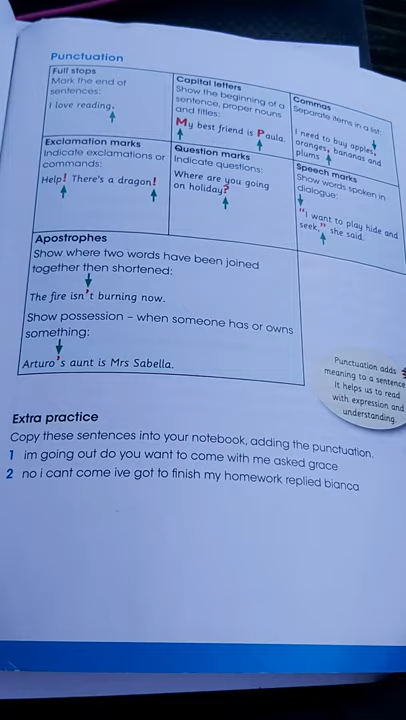 Punctuation
Full stops
Mark the end of
sentences:
I love reading.
Capital letters
Show the beginning of a
sentence, proper nouns
and titles:
My best friend is Paula.
Commas
Separate items in a list:
I need to buy apples,
oranges, bananas and
plums
Exclamation marks
Indicate exclamations or
commands:
Help! There's a dragon!
Question marks
Indicate questions:
Where are you going
on holiday?
Speech marks
Show words spoken in
dialogue:
"I want to play hide and
seek," she said.
Apostrophes
Show where two words have been joined
together then shortened:
The fire isn't burning now.
Show possession – when someone has or owns
something:
Arturo's aunt is Mrs Sabella.
Punctuation adds
meaning to a sentence
It helps us to read
with expression and
understanding.
Extra practice
Copy these sentences into your notebook, adding the punctuation.
1 im going out do you want to come with me asked grace
2 no i cant come ive got to finish my homework replied bianca